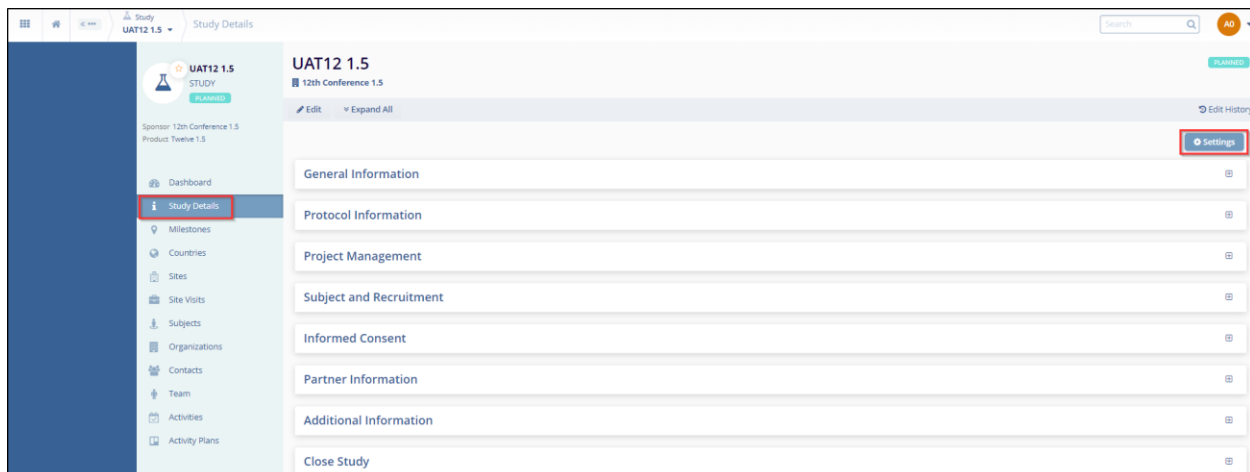 Study
UAT12 1.5
Study Details
Search
AD
UAT12 1.5
STUDY
PLANNED
Sponsor 12th Conference 1.5
Product Twelve 1.5
Dashboard
Study Details
Milestones
Countries
Sites
Site Visits
Subjects
Organizations
Contacts
Team
Activities
Activity Plans
UAT12 1.5
12th Conference 1.5
PLANNED
Edit
Expand All
Edit History
Settings
General Information
Protocol Information
Project Management
Subject and Recruitment
Informed Consent
Partner Information
Additional Information
Close Study